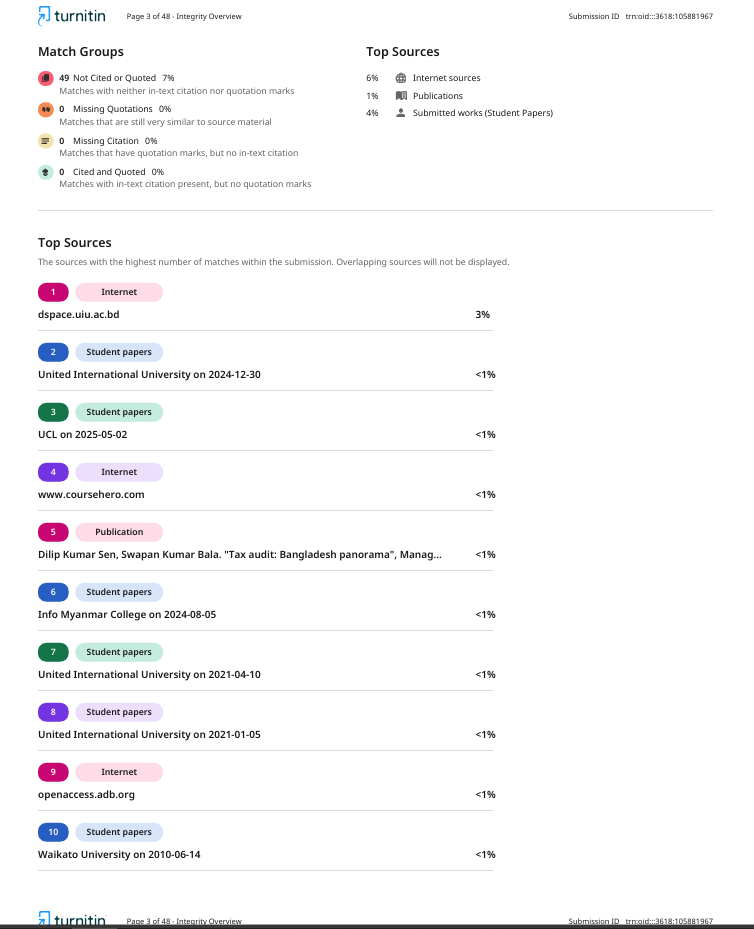 turnitin Page 3 of 48 - Integrity Overview Submission ID trn:oid:::3618:105881967
Match Groups
49 Not Cited or Quoted 7%
Matches with neither in-text citation nor quotation marks
0 Missing Quotations 0%
Matches that are still very similar to source material
0 Missing Citation 0%
Matches that have quotation marks, but no in-text citation
0 Cited and Quoted 0%
Matches with in-text citation present, but no quotation marks
Top Sources
6% Internet sources
1% Publications
4% Submitted works (Student Papers)
Top Sources
The sources with the highest number of matches within the submission. Overlapping sources will not be displayed.
1 Internet
dspace.uiu.ac.bd 3%
2 Student papers
United International University on 2024-12-30 <1%
3 Student papers
UCL on 2025-05-02 <1%
4 Internet
www.coursehero.com <1%
5 Publication
Dilip Kumar Sen, Swapan Kumar Bala. "Tax audit: Bangladesh panorama", Manag... <1%
6 Student papers
Info Myanmar College on 2024-08-05 <1%
7 Student papers
United International University on 2021-04-10 <1%
8 Student papers
United International University on 2021-01-05 <1%
9 Internet
openaccess.adb.org <1%
10 Student papers
Waikato University on 2010-06-14 <1%
turnitin Page 3 of 48 - Integrity Overview Submission ID trn:oid:::3618:105881967